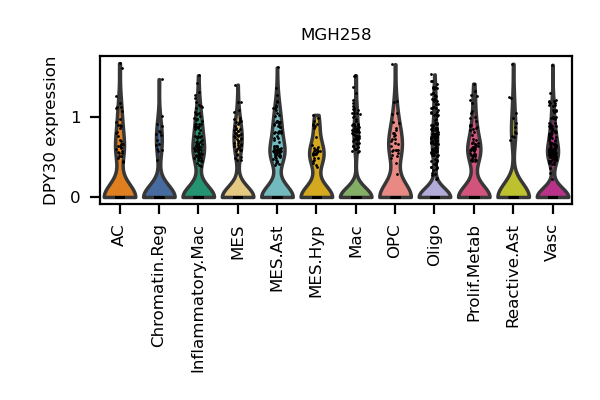 MGH258
DPY30 expression
1
0
AC
Chromatin.Reg
Inflammatory.Mac
MES
MES.Ast
MES.Hyp
Mac
OPC
Oligo
Prolif.Metab
Reactive.Ast
Vasc